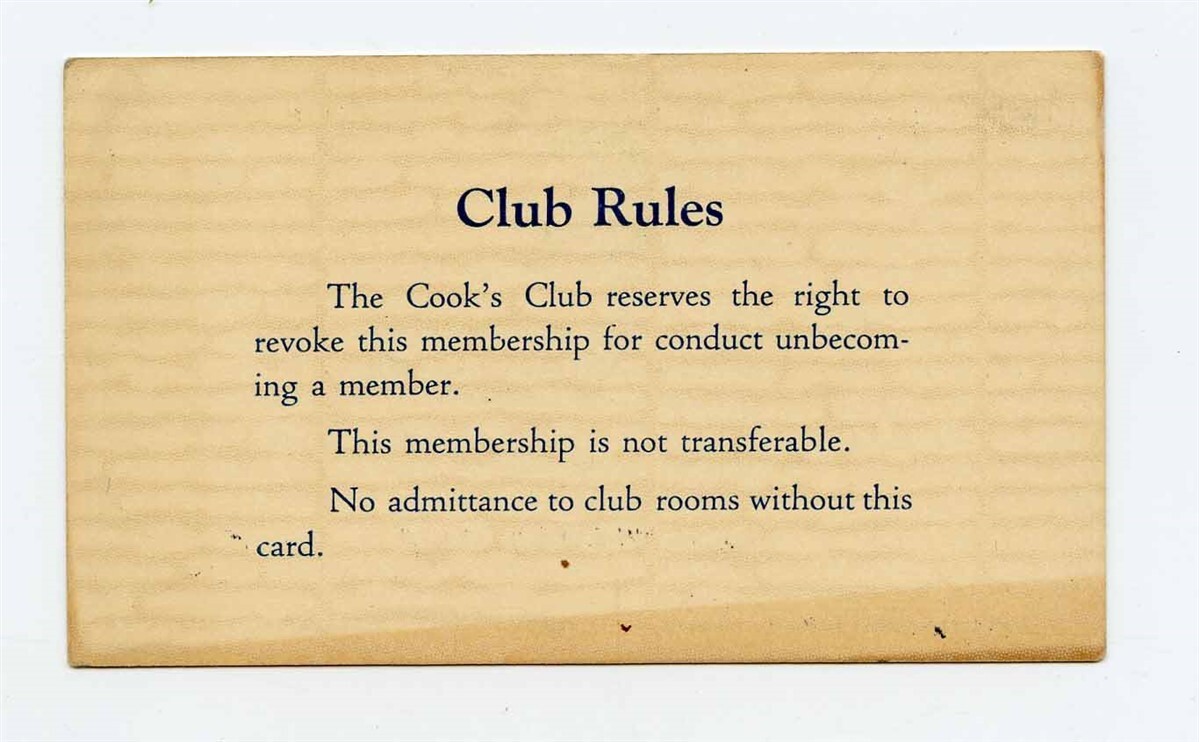 Club Rules
The Cook's Club reserves the right to
revoke this membership for conduct unbecom-
ing a member.
This membership is not transferable.
No admittance to club rooms without this
card.